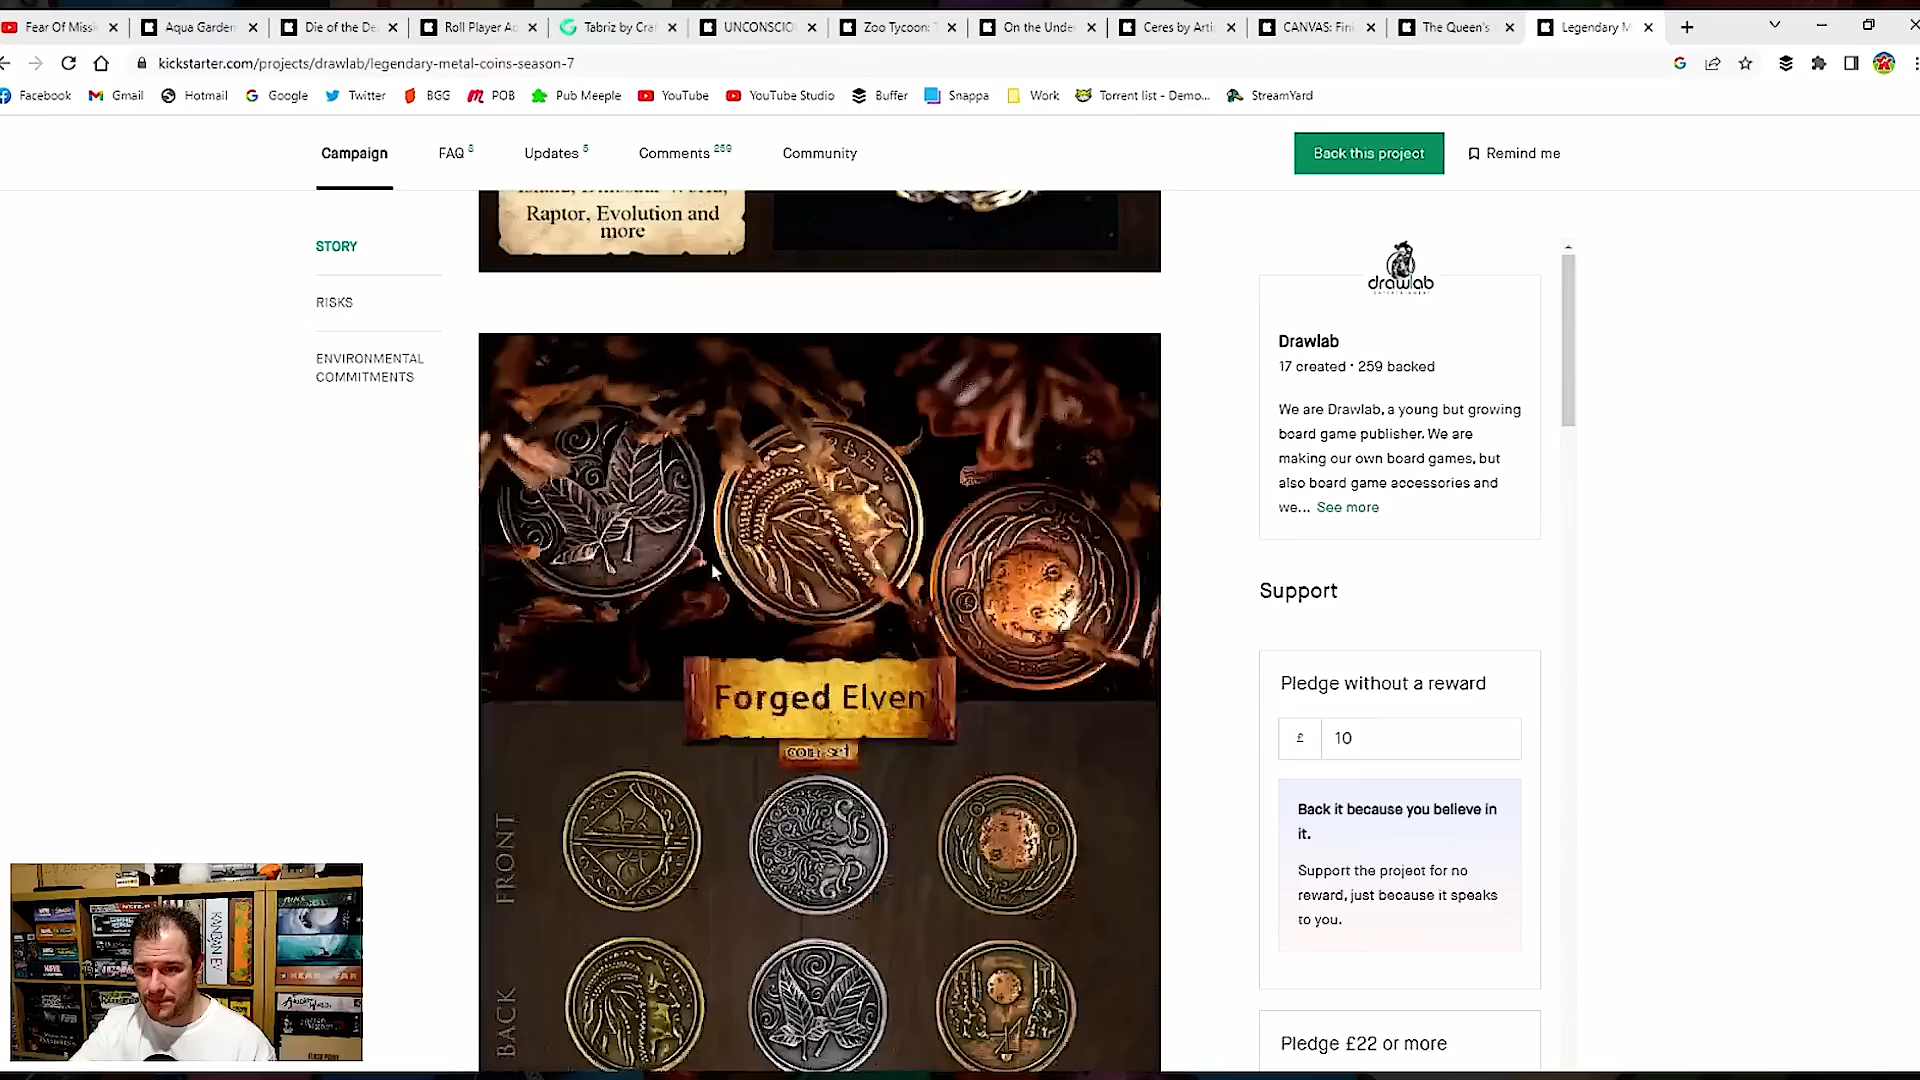 Fear Of Missi
Aqua Garden
Die of the De
Roll Player Ad
Tabriz by Craf
UNCONSCIO
Zoo Tycoon: T
On the Under
Ceres by Arti
CANVAS: Fini
The Queen's
Legendary M
kickstarter.com/projects/drawlab/legendary-metal-coins-season-7
Facebook
Gmail
Hotmail
Google
Twitter
BGG
POB
Pub Meeple
YouTube
YouTube Studio
Buffer
Snappa
Work
Torrent list - Demo...
StreamYard
Campaign
FAQ 8
Updates 5
Comments 259
Community
Back this project
Remind me
STORY
RISKS
ENVIRONMENTAL
COMMITMENTS
Raptor, Evolution and
more
Forged Elven
coin set
FRONT
BACK
drawlab
Drawlab
17 created · 259 backed
We are Drawlab, a young but growing
board game publisher. We are
making our own board games, but
also board game accessories and
we... See more
Support
Pledge without a reward
£ 10
Back it because you believe in
it.
Support the project for no
reward, just because it speaks
to you.
Pledge £22 or more
KANBAN EV